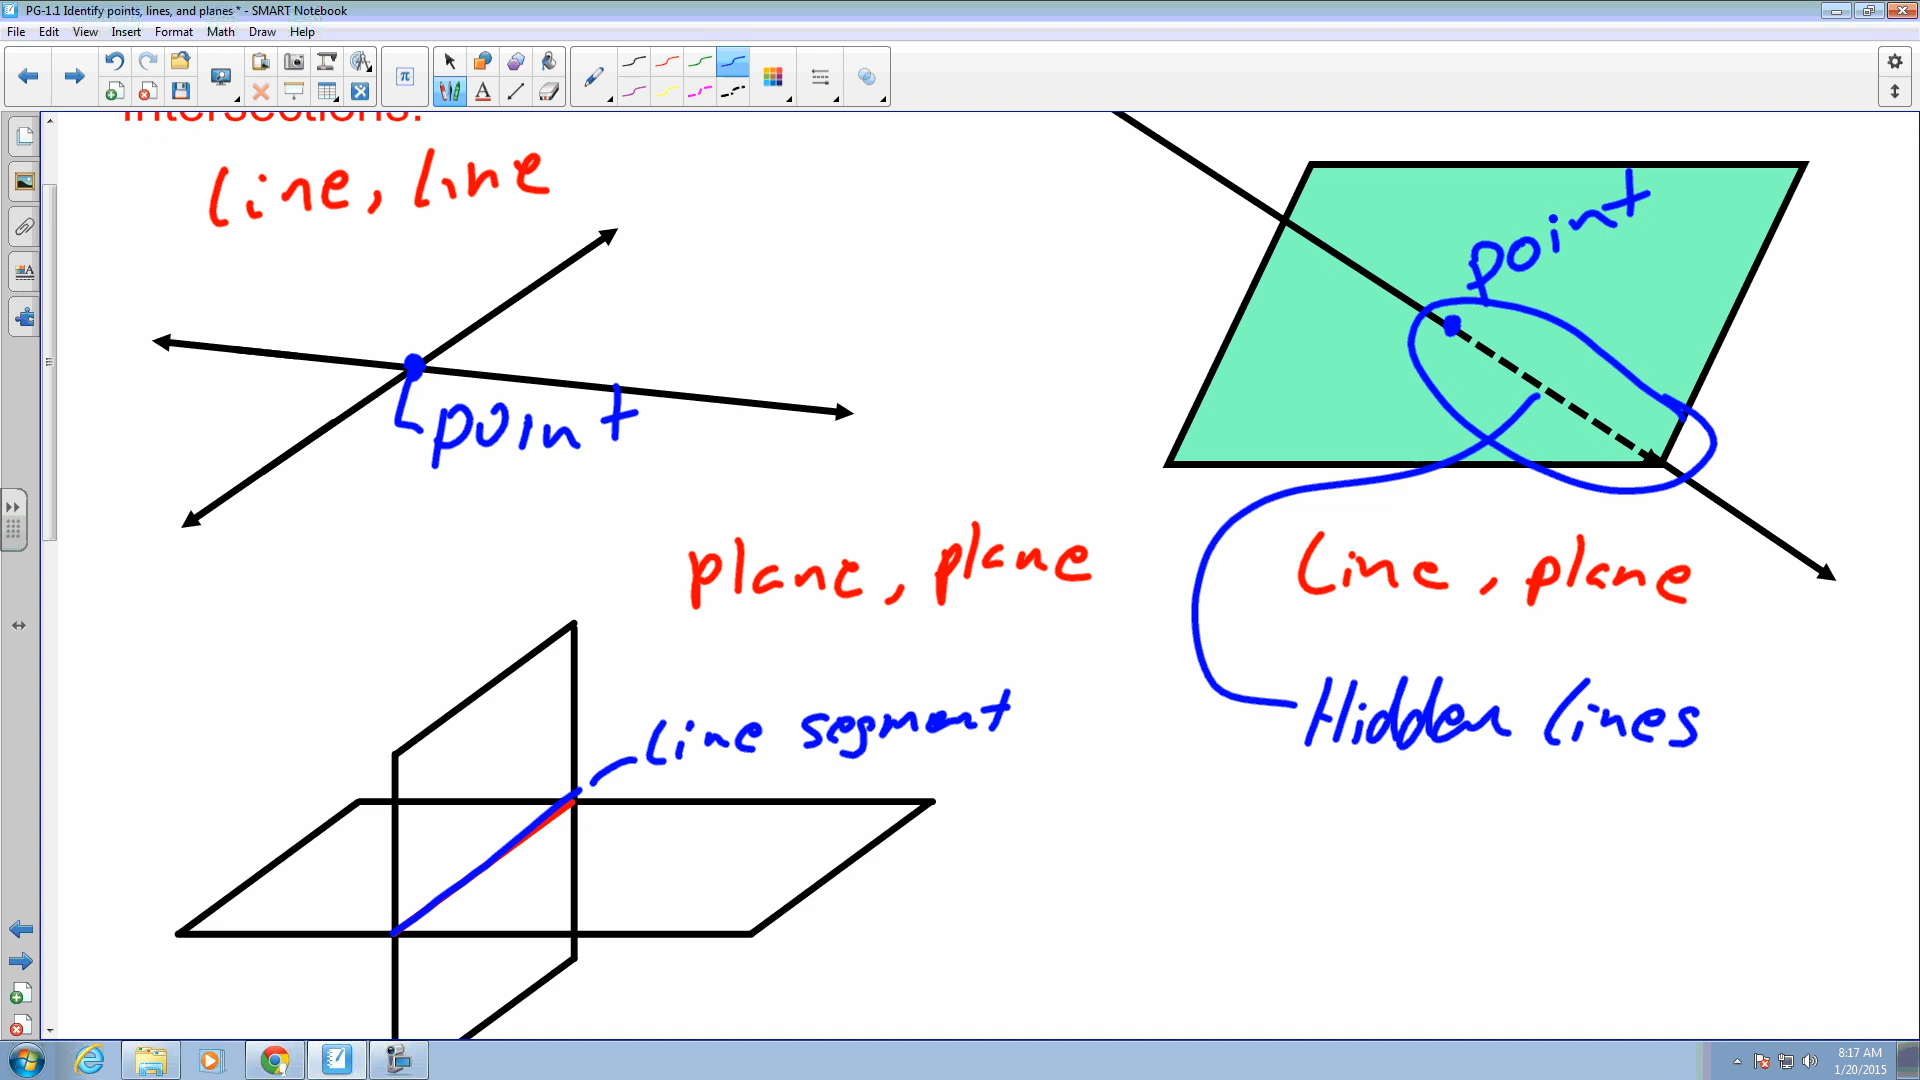 PG-1.1 Identify points, lines, and planes * - SMART Notebook
File Edit View Insert Format Math Draw Help
Intersections:
Line, Line
point
point
plane, plane
Line, plane
Line segment
Hidden Lines
8:17 AM
1/20/2015